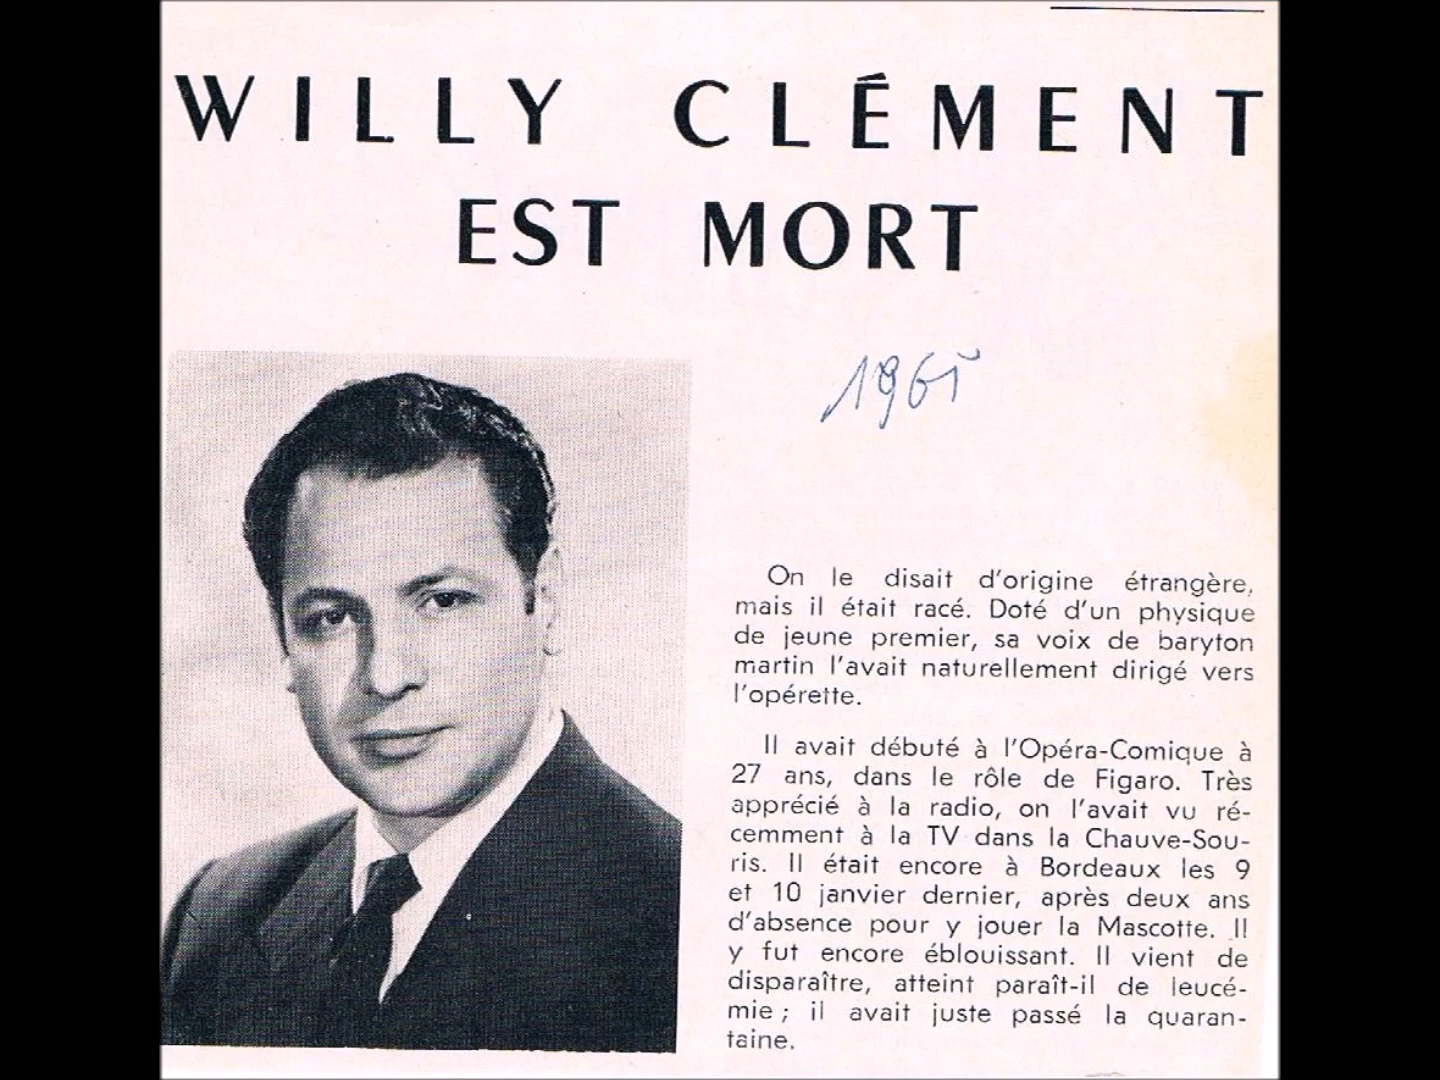 WILLY CLÉMENT
EST MORT
1965
On le disait d'origine étrangère,
mais il était racé. Doté d'un physique
de jeune premier, sa voix de baryton
martin l'avait naturellement dirigé vers
l'opérette.
Il avait débuté à l'Opéra-Comique à
27 ans, dans le rôle de Figaro. Très
apprécié à la radio, on l'avait vu ré-
cemment à la TV dans la Chauve-Sou-
ris. Il était encore à Bordeaux les 9
et 10 janvier dernier, après deux ans
d'absence pour y jouer la Mascotte. Il
y fut encore éblouissant. Il vient de
disparaître, atteint paraît-il de leucé-
mie ; il avait juste passé la quaran-
taine.